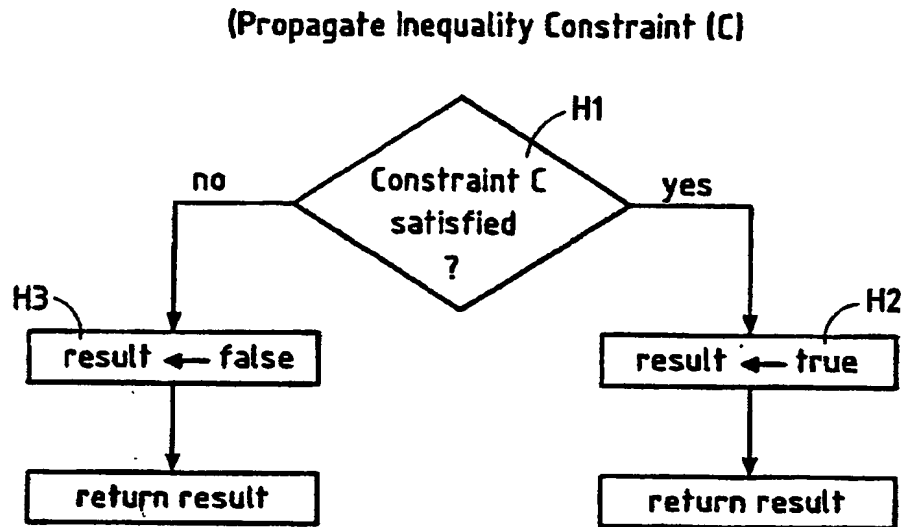 (Propagate Inequality Constraint (C)
H1
Constraint C
satisfied
?
no
yes
H3
H2
result ← false
result ← true
return result
return result